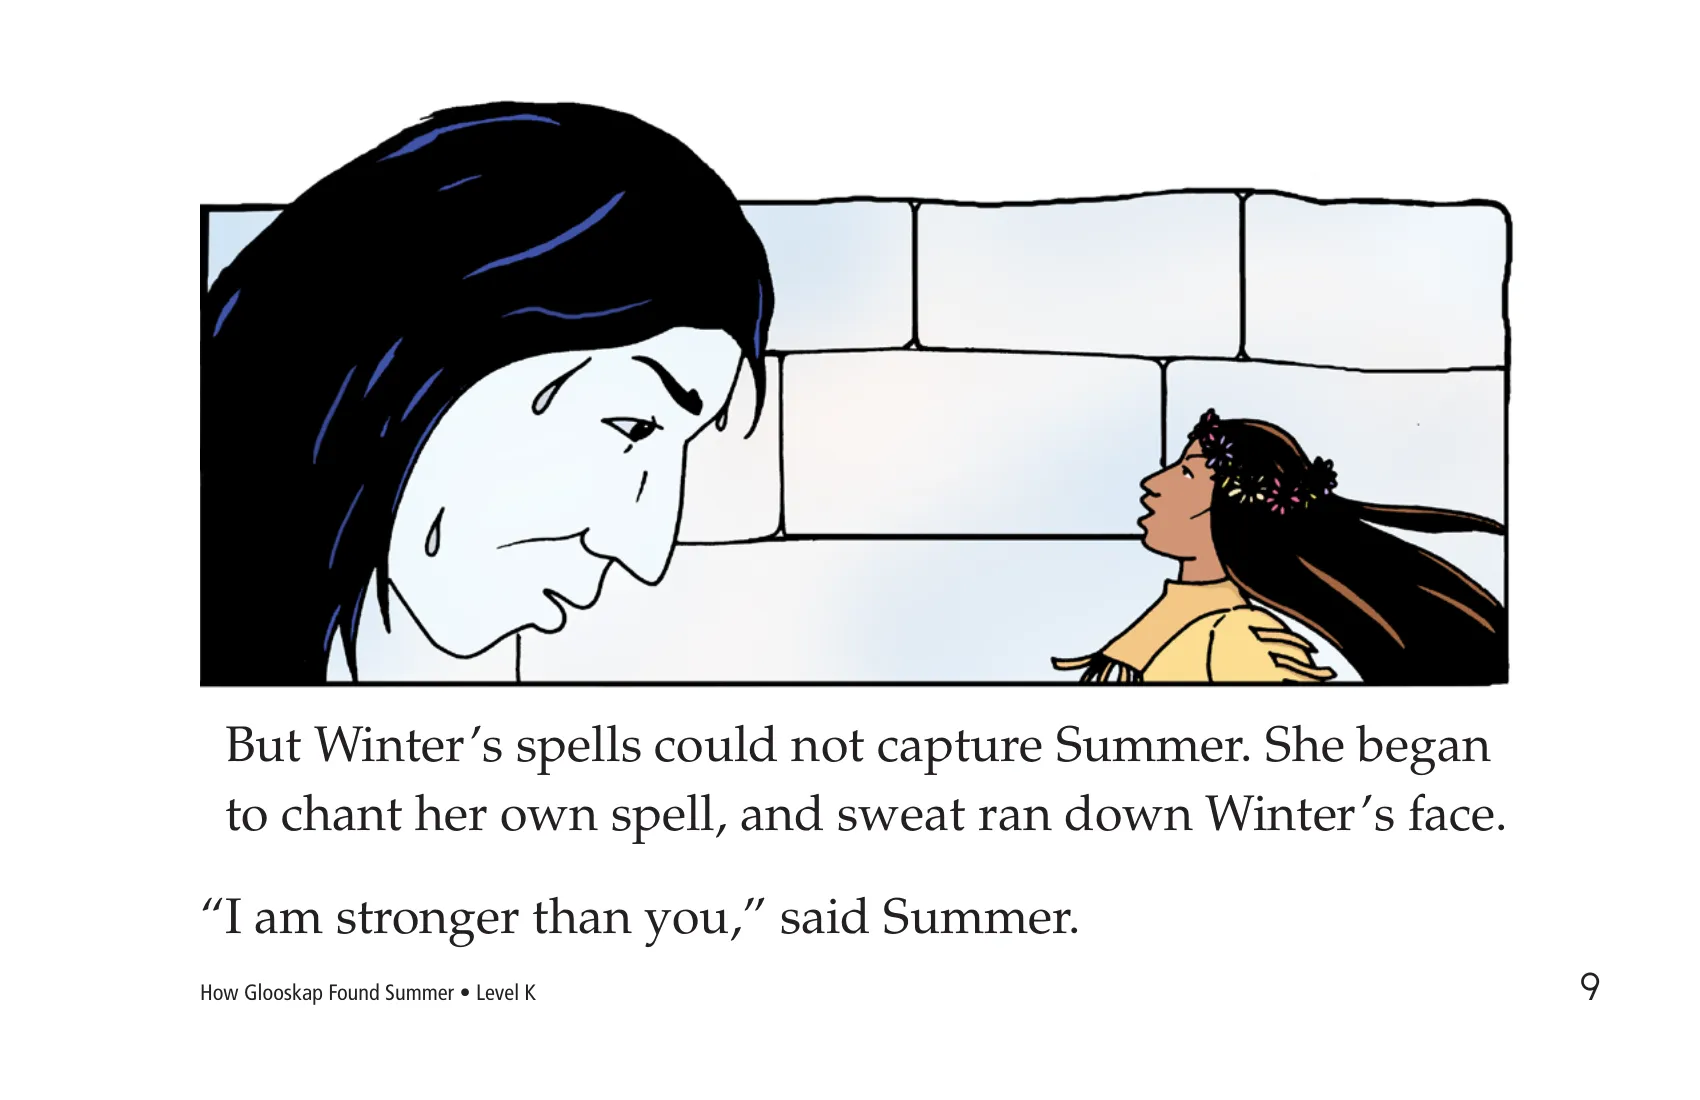 But Winter’s spells could not capture Summer. She began
to chant her own spell, and sweat ran down Winter’s face.
“I am stronger than you,” said Summer.
How Glooskap Found Summer • Level K
9